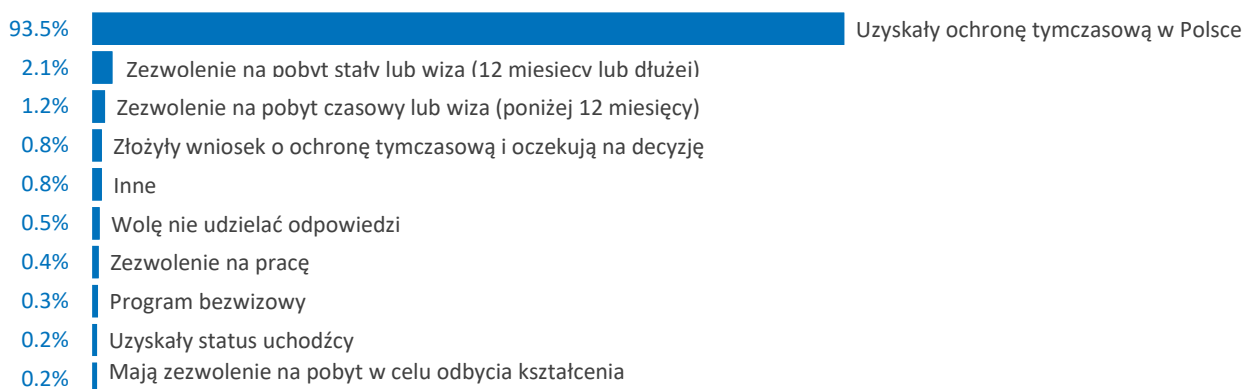 93.5% Uzyskały ochronę tymczasową w Polsce
2.1% Zezwolenie na pobyt stały lub wiza (12 miesięcy lub dłużej)
1.2% Zezwolenie na pobyt czasowy lub wiza (poniżej 12 miesięcy)
0.8% Złożyły wniosek o ochronę tymczasową i oczekują na decyzję
0.8% Inne
0.5% Wolę nie udzielać odpowiedzi
0.4% Zezwolenie na pracę
0.3% Program bezwizowy
0.2% Uzyskały status uchodźcy
0.2% Mają zezwolenie na pobyt w celu odbycia kształcenia